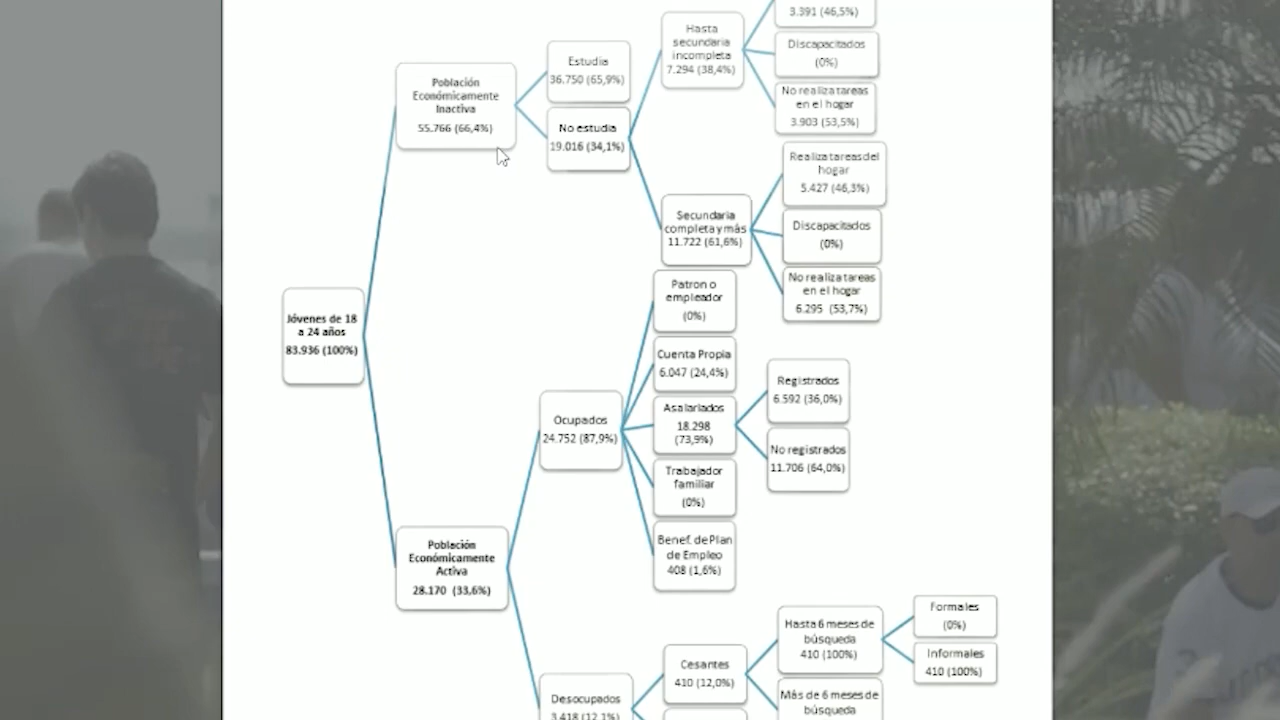 3.391 (46,5%)
Hasta
secundaria
incompleta
7.294 (38,4%)
Discapacitados
(0%)
Estudia
36.750 (65,9%)
Población
Económicamente
Inactiva
55.766 (66,4%)
No realiza tareas
en el hogar
3.903 (53,5%)
No estudia
19.016 (34,1%)
Realiza tareas del
hogar
5.427 (46,3%)
Secundaria
completa y más
11.722 (61,6%)
Discapacitados
(0%)
No realiza tareas
en el hogar
6.295 (53,7%)
Patron o
empleador
(0%)
Jóvenes de 18
a 24 años
83.936 (100%)
Cuenta Propia
6.047 (24,4%)
Registrados
6.592 (36,0%)
Ocupados
24.752 (87,9%)
Asalariados
18.298
(73,9%)
No registrados
11.706 (64,0%)
Trabajador
familiar
(0%)
Benef. de Plan
de Empleo
408 (1,6%)
Población
Económicamente
Activa
28.170 (33,6%)
Formales
(0%)
Hasta 6 meses de
búsqueda
410 (100%)
Informales
410 (100%)
Cesantes
410 (12,0%)
Desocupados
3.418 (12,1%)
Más de 6 meses de
búsqueda